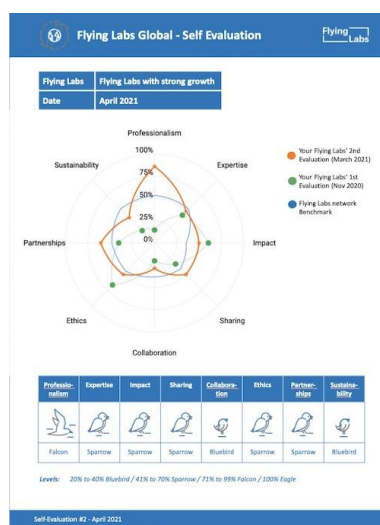 Flying Labs Global - Self Evaluation
Flying
Labs
Flying Labs
Flying Labs with strong growth
Date
April 2021
Professionalism
100%
75%
50%
25%
0%
Sustainability
Expertise
Partnerships
Impact
Ethics
Sharing
Collaboration
Your Flying Labs' 2nd
Evaluation (March 2021)
Your Flying Labs' 1st
Evaluation (Nov 2020)
Flying Labs network
Benchmark
Professio-
nalism
Expertise
Impact
Sharing
Collabora-
tion
Ethics
Partner-
ships
Sustaina-
bility
Falcon
Sparrow
Sparrow
Sparrow
Bluebird
Sparrow
Sparrow
Bluebird
Levels: 20% to 40% Bluebird / 41% to 70% Sparrow / 71% to 99% Falcon / 100% Eagle
Self-Evaluation #2 - April 2021